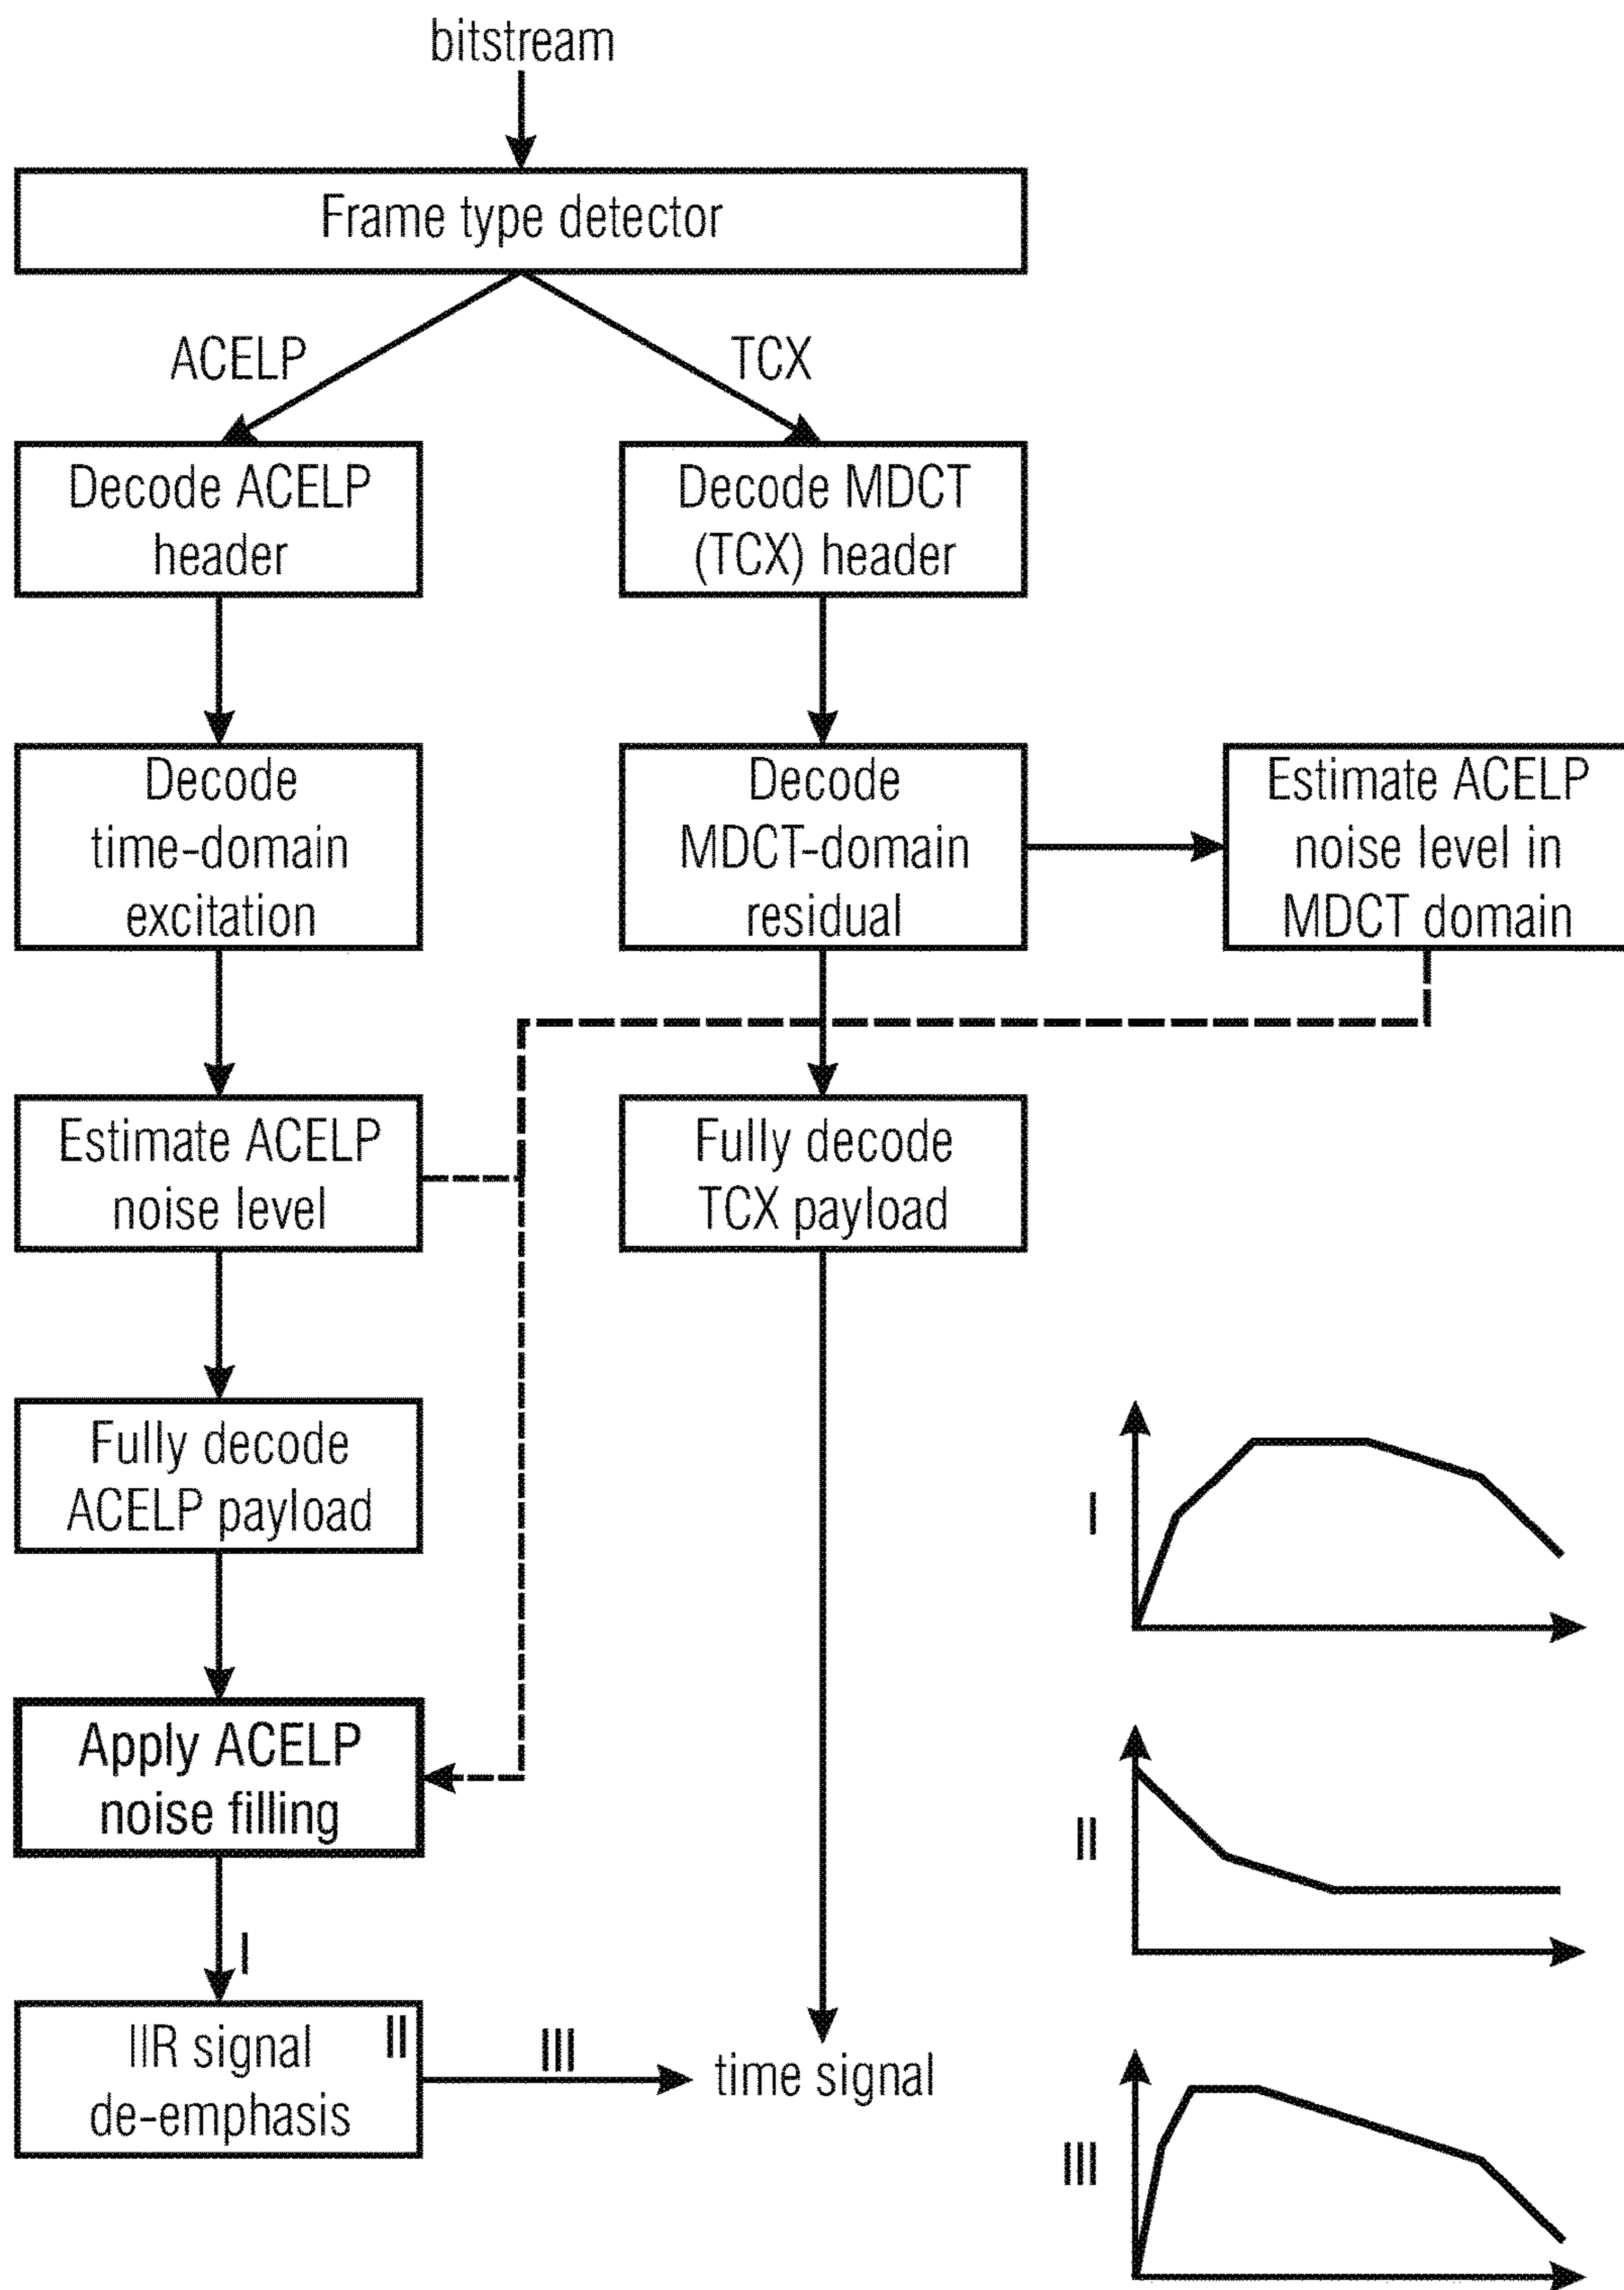 bitstream
Frame type detector
ACELP
TCX
Decode ACELP
header
Decode MDCT
(TCX) header
Decode
time-domain
excitation
Decode
MDCT-domain
residual
Estimate ACELP
noise level in
MDCT domain
Estimate ACELP
noise level
Fully decode
TCX payload
Fully decode
ACELP payload
I
Apply ACELP
noise filling
II
I
IIR signal
de-emphasis
II
III
time signal
III